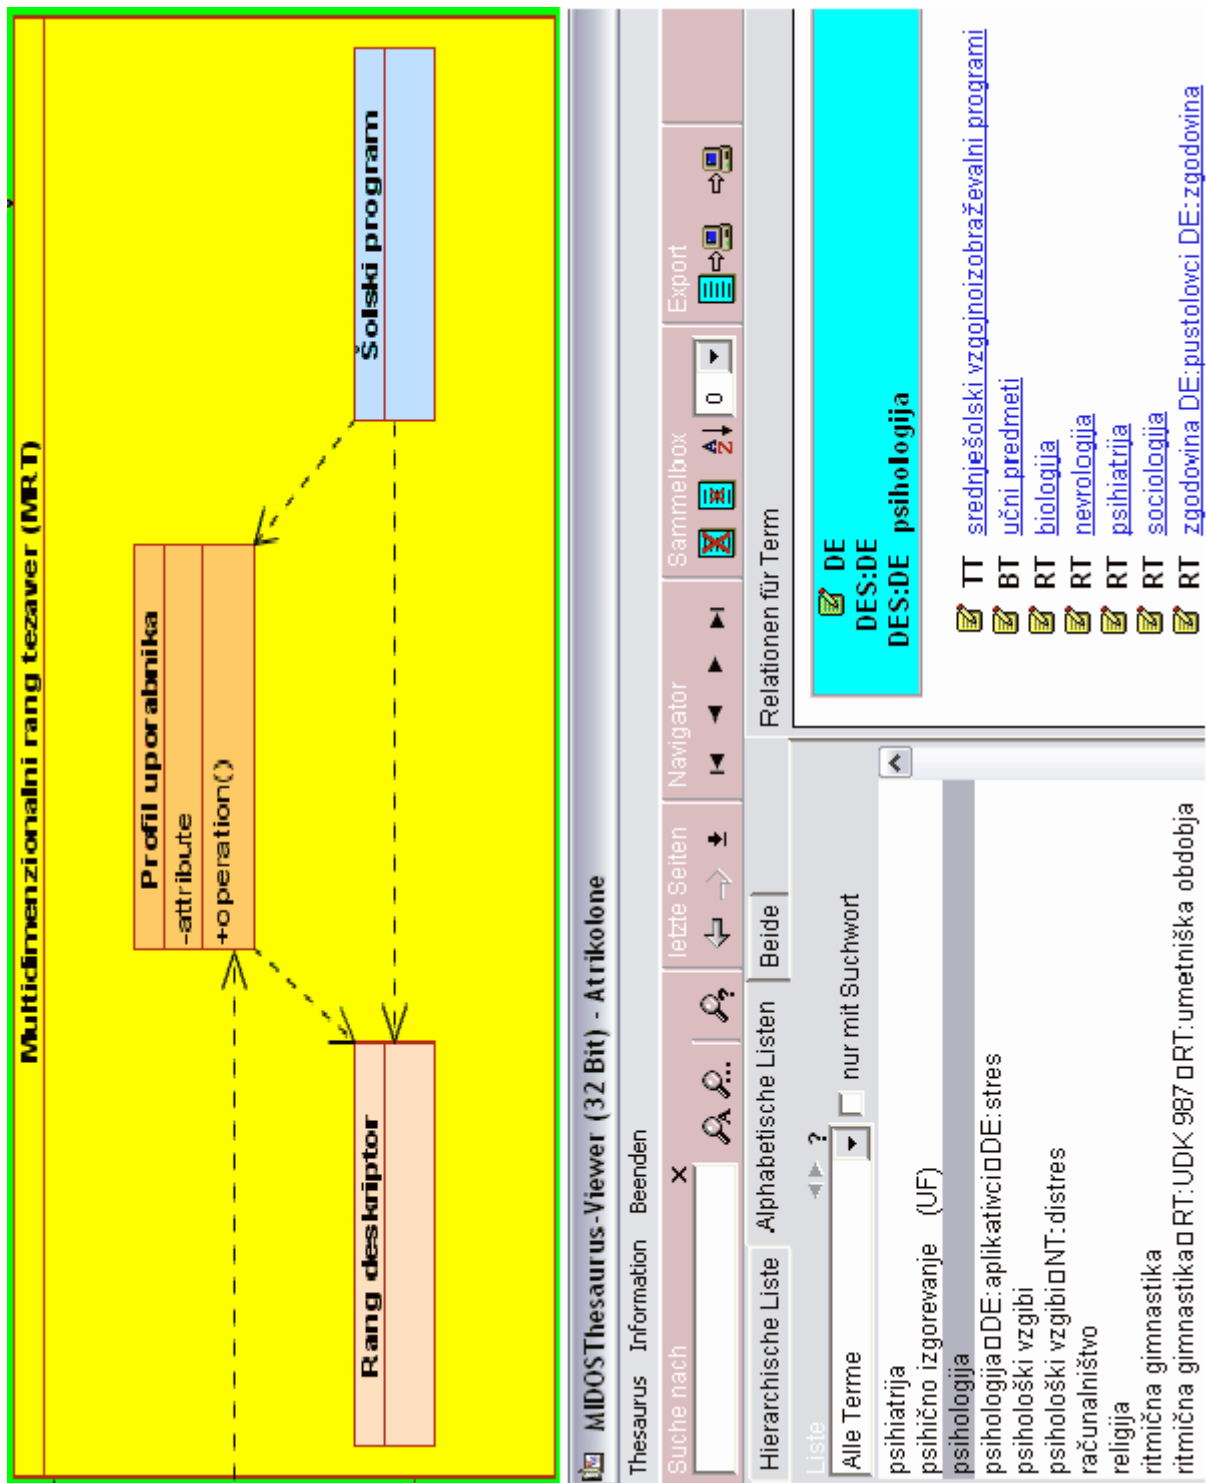 Multidimenzionalni rang tezaver (MRT)
Profil uporabnika
-attribute
+operation()
Rang deskriptor
Šolski program
MIDOSThesaurus-Viewer (32 Bit) - Atrikolone
Thesaurus Information Beenden
Suche nach
letzte Seiten
Navigator
Sammelbox
Export
0
Hierarchische Liste
Alphabetische Listen
Beide
Relationen für Term
Liste
?
Alle Terme
nur mit Suchwort
psihiatrija
psihično izgorevanje (UF)
psihologija
psihologija□DE:aplikativci□DE:stres
psihološki vzgibi
psihološki vzgibi□NT:distres
računalništvo
religija
ritmična gimnastika
ritmična gimnastika□RT:UDK 987□RT:umetniška obdobja
DE
DES:DE
DES:DE psihologija
TT srednješolski vzgojnoizobraževalni programi
BT učni predmeti
RT biologija
RT nevrologija
RT psihiatrija
RT sociologija
RT zgodovina DE:pustolovci DE:zgodovina